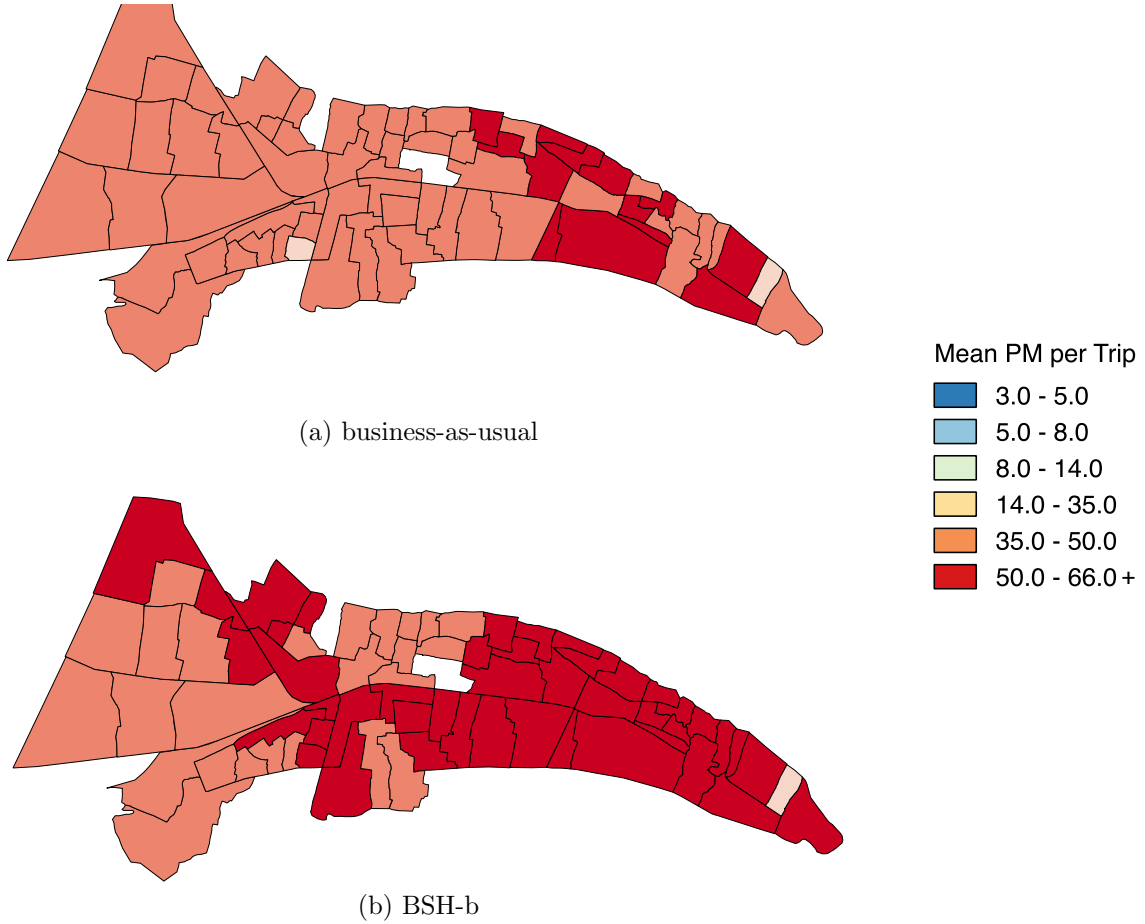 Mean PM per Trip
3.0 - 5.0
5.0 - 8.0
8.0 - 14.0
14.0 - 35.0
35.0 - 50.0
50.0 - 66.0 +
(a) business-as-usual
(b) BSH-b